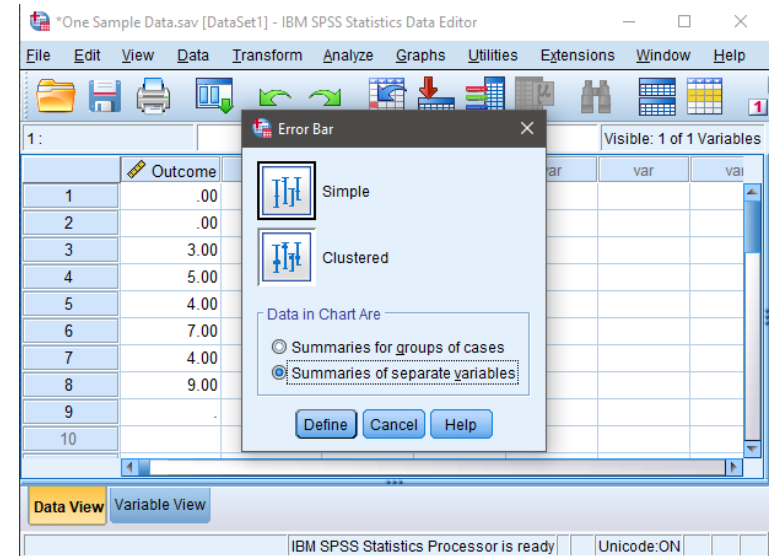 *One Sample Data.sav [DataSet1] - IBM SPSS Statistics Data Editor
File Edit View Data Transform Analyze Graphs Utilities Extensions Window Help
1 :
Visible: 1 of 1 Variables
Error Bar
Simple
Clustered
Data in Chart Are
Summaries for groups of cases
Summaries of separate variables
Define Cancel Help
Outcome var var var
1 .00
2 .00
3 3.00
4 5.00
5 4.00
6 7.00
7 4.00
8 9.00
9 .
10
Data View Variable View
IBM SPSS Statistics Processor is ready Unicode:ON